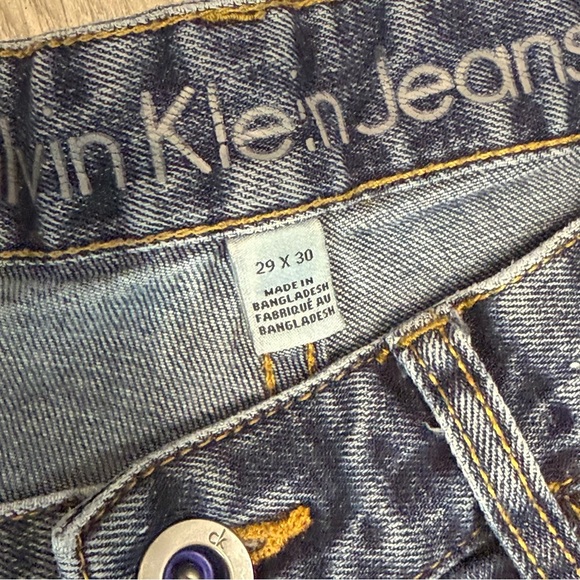 lvin Klein Jeans
29 X 30
MADE IN
BANGLADESH
FABRIQUÉ AU
BANGLADESH
ck